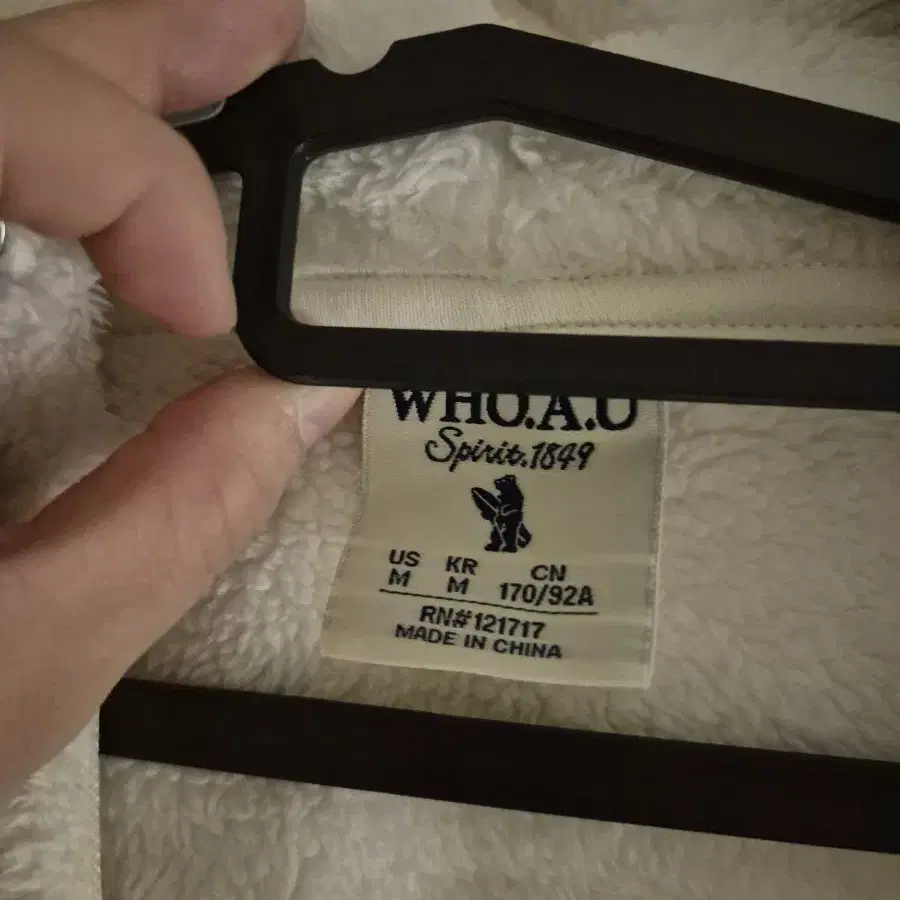 WHO.A.U
Spirit.1849
US KR CN
M M 170/92A
RN#121717
MADE IN CHINA